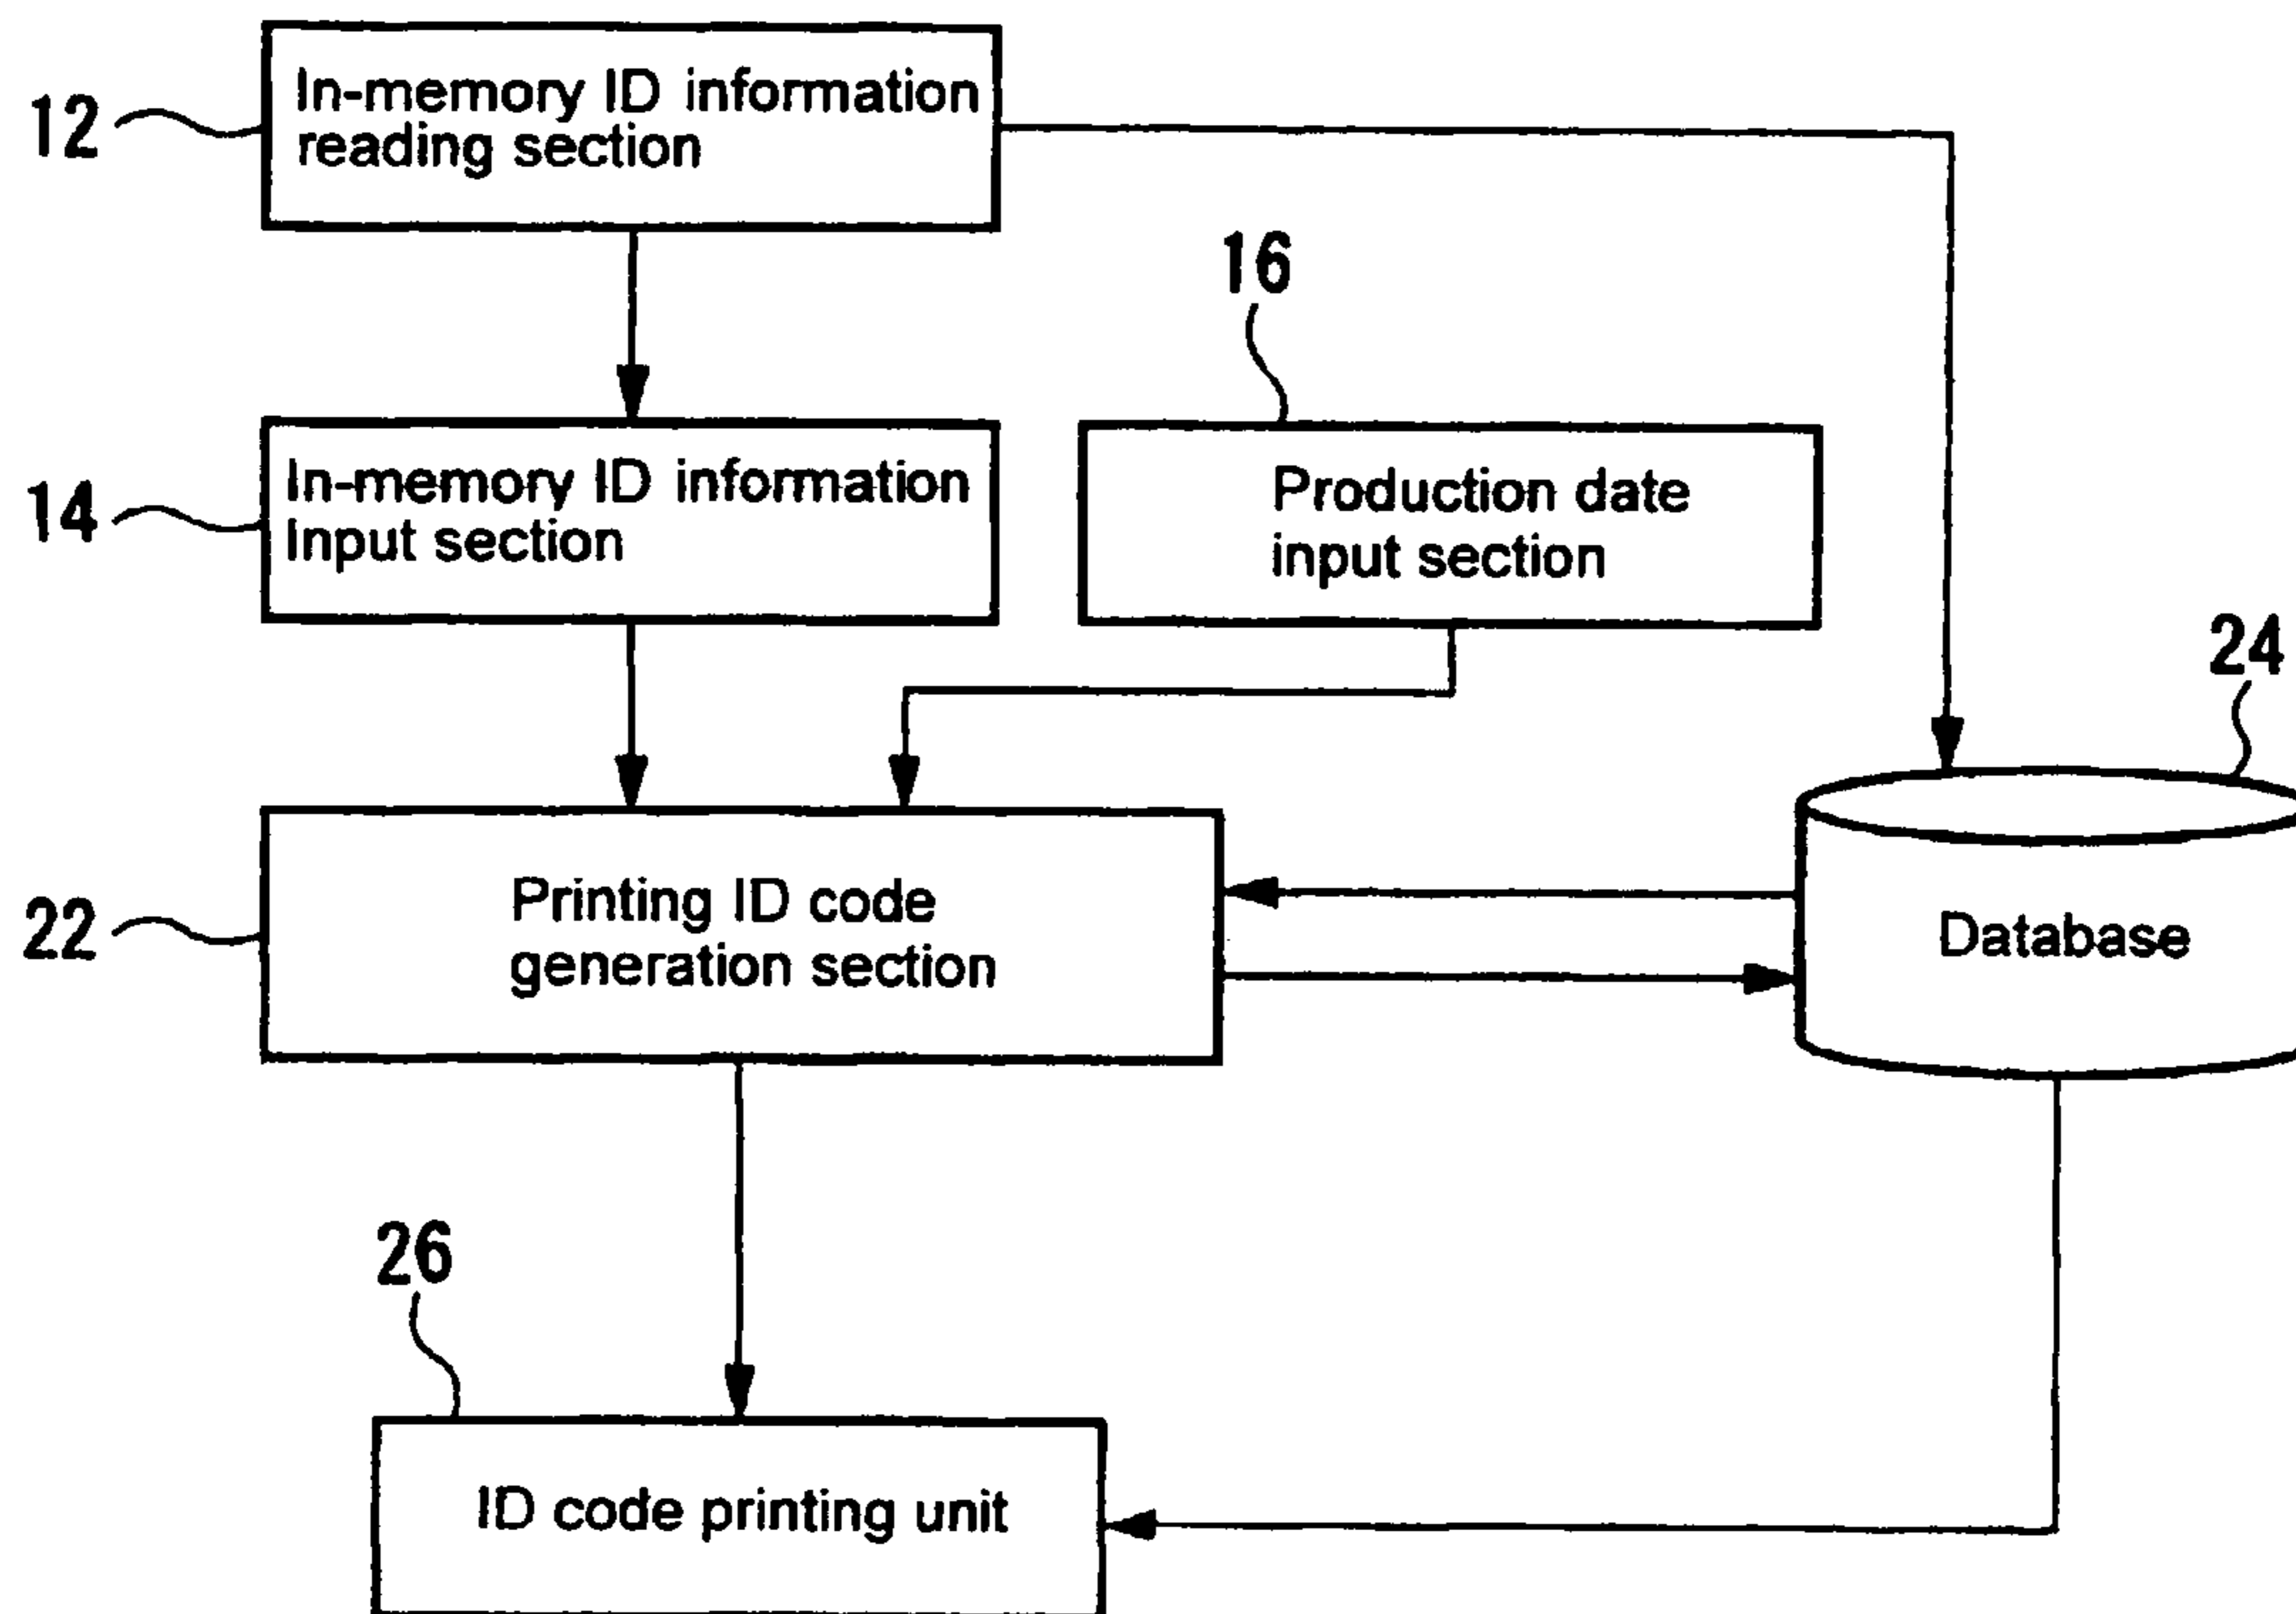 12
In-memory ID information
reading section
16
14
In-memory ID information
Input section
Production date
input section
24
22
Printing ID code
generation section
Database
26
ID code printing unit